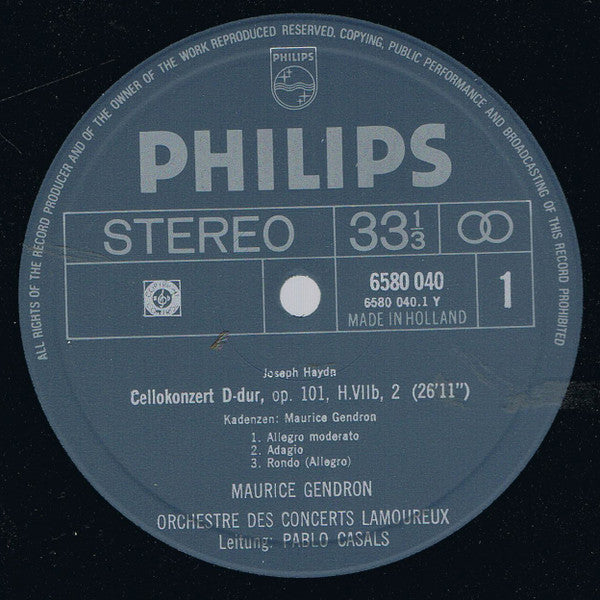 ALL RIGHTS OF THE RECORD PRODUCER AND OF THE OWNER OF THE WORK REPRODUCED RESERVED. COPYING, PUBLIC PERFORMANCE AND BROADCASTING OF THIS RECORD PROHIBITED
PHILIPS
PHILIPS
STEREO 33 1/3
6580 040
6580 040.1 Y
MADE IN HOLLAND
1
Joseph Haydn
Cellokonzert D-dur, op. 101, H.VIIb, 2 (26'11")
Kadenzen: Maurice Gendron
1. Allegro moderato
2. Adagio
3. Rondo (Allegro)
MAURICE GENDRON
ORCHESTRE DES CONCERTS LAMOUREUX
Leitung: PABLO CASALS